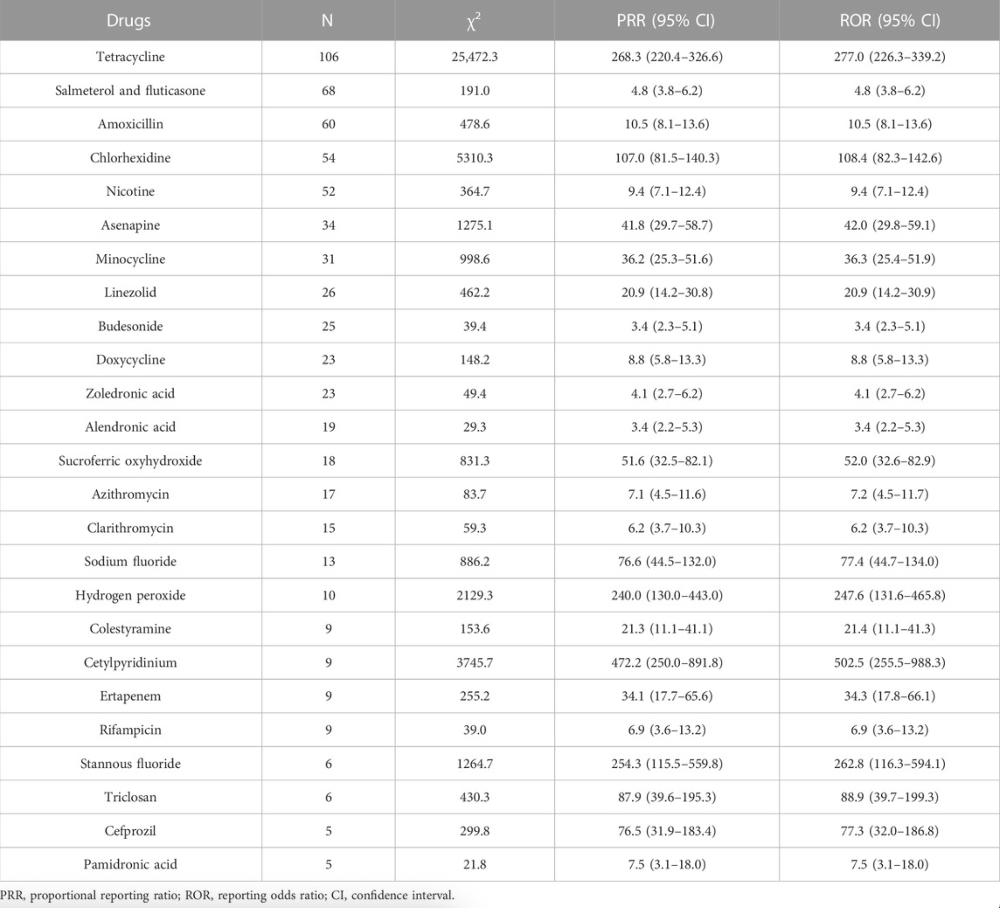 Drugs N χ² PRR (95% CI) ROR (95% CI)
Tetracycline 106 25,472.3 268.3 (220.4–326.6) 277.0 (226.3–339.2)
Salmeterol and fluticasone 68 191.0 4.8 (3.8–6.2) 4.8 (3.8–6.2)
Amoxicillin 60 478.6 10.5 (8.1–13.6) 10.5 (8.1–13.6)
Chlorhexidine 54 5310.3 107.0 (81.5–140.3) 108.4 (82.3–142.6)
Nicotine 52 364.7 9.4 (7.1–12.4) 9.4 (7.1–12.4)
Asenapine 34 1275.1 41.8 (29.7–58.7) 42.0 (29.8–59.1)
Minocycline 31 998.6 36.2 (25.3–51.6) 36.3 (25.4–51.9)
Linezolid 26 462.2 20.9 (14.2–30.8) 20.9 (14.2–30.9)
Budesonide 25 39.4 3.4 (2.3–5.1) 3.4 (2.3–5.1)
Doxycycline 23 148.2 8.8 (5.8–13.3) 8.8 (5.8–13.3)
Zoledronic acid 23 49.4 4.1 (2.7–6.2) 4.1 (2.7–6.2)
Alendronic acid 19 29.3 3.4 (2.2–5.3) 3.4 (2.2–5.3)
Sucroferric oxyhydroxide 18 831.3 51.6 (32.5–82.1) 52.0 (32.6–82.9)
Azithromycin 17 83.7 7.1 (4.5–11.6) 7.2 (4.5–11.7)
Clarithromycin 15 59.3 6.2 (3.7–10.3) 6.2 (3.7–10.3)
Sodium fluoride 13 886.2 76.6 (44.5–132.0) 77.4 (44.7–134.0)
Hydrogen peroxide 10 2129.3 240.0 (130.0–443.0) 247.6 (131.6–465.8)
Colestyramine 9 153.6 21.3 (11.1–41.1) 21.4 (11.1–41.3)
Cetylpyridinium 9 3745.7 472.2 (250.0–891.8) 502.5 (255.5–988.3)
Ertapenem 9 255.2 34.1 (17.7–65.6) 34.3 (17.8–66.1)
Rifampicin 9 39.0 6.9 (3.6–13.2) 6.9 (3.6–13.2)
Stannous fluoride 6 1264.7 254.3 (115.5–559.8) 262.8 (116.3–594.1)
Triclosan 6 430.3 87.9 (39.6–195.3) 88.9 (39.7–199.3)
Cefprozil 5 299.8 76.5 (31.9–183.4) 77.3 (32.0–186.8)
Pamidronic acid 5 21.8 7.5 (3.1–18.0) 7.5 (3.1–18.0)
PRR, proportional reporting ratio; ROR, reporting odds ratio; CI, confidence interval.